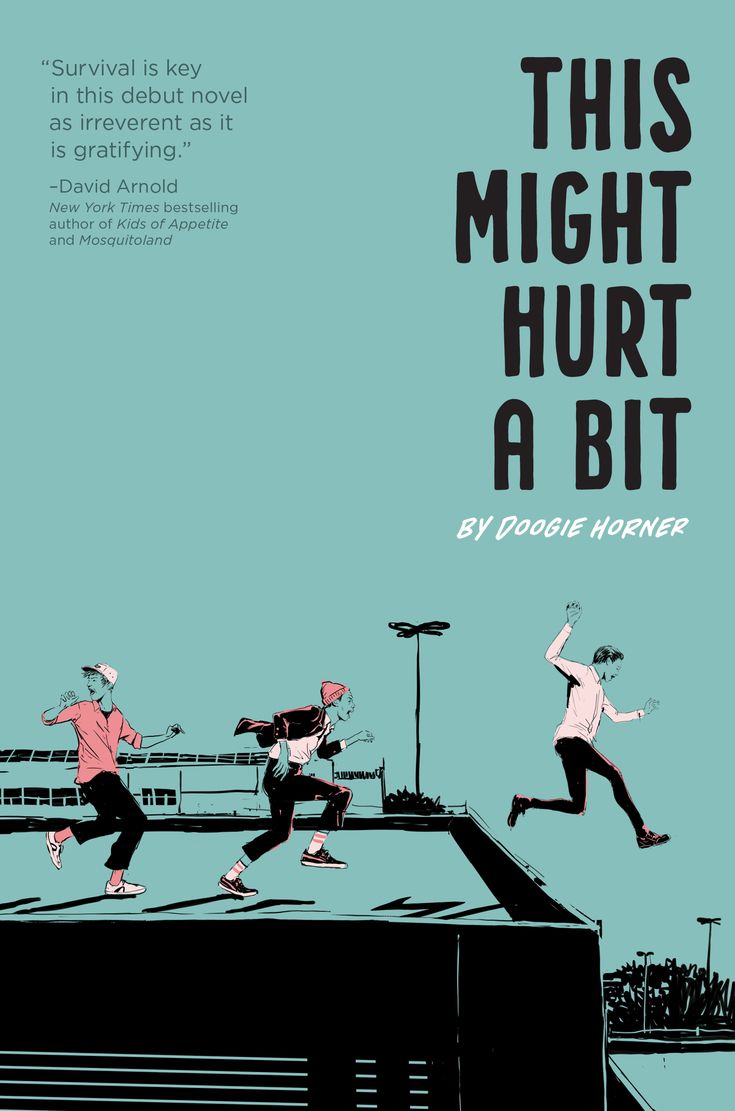 “Survival is key
in this debut novel
as irreverent as it
is gratifying.”
–David Arnold
New York Times bestselling
author of Kids of Appetite
and Mosquitoland
THIS
MIGHT
HURT
A BIT
BY DOOGIE HORNER